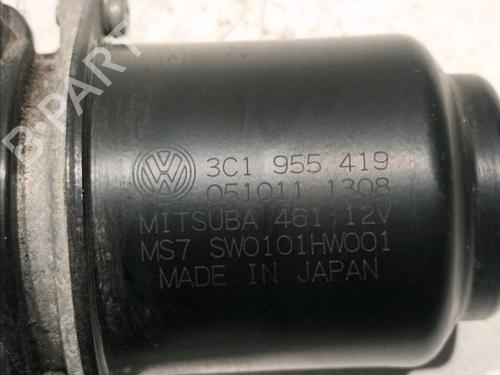 3C1 955 419
051011 1308
MITSUBA 461 12V
MS7 SW0101HW001
MADE IN JAPAN
B-PART